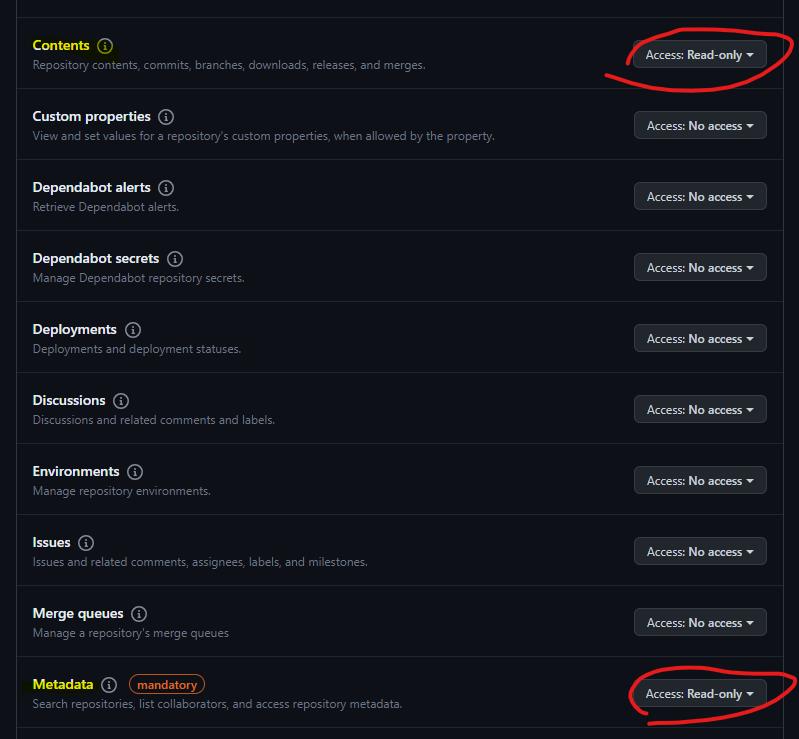 Contents
Access: Read-only
Repository contents, commits, branches, downloads, releases, and merges.
Custom properties
Access: No access
View and set values for a repository's custom properties, when allowed by the property.
Dependabot alerts
Access: No access
Retrieve Dependabot alerts.
Dependabot secrets
Access: No access
Manage Dependabot repository secrets.
Deployments
Access: No access
Deployments and deployment statuses.
Discussions
Access: No access
Discussions and related comments and labels.
Environments
Access: No access
Manage repository environments.
Issues
Access: No access
Issues and related comments, assignees, labels, and milestones.
Merge queues
Access: No access
Manage a repository's merge queues
Metadata mandatory
Access: Read-only
Search repositories, list collaborators, and access repository metadata.